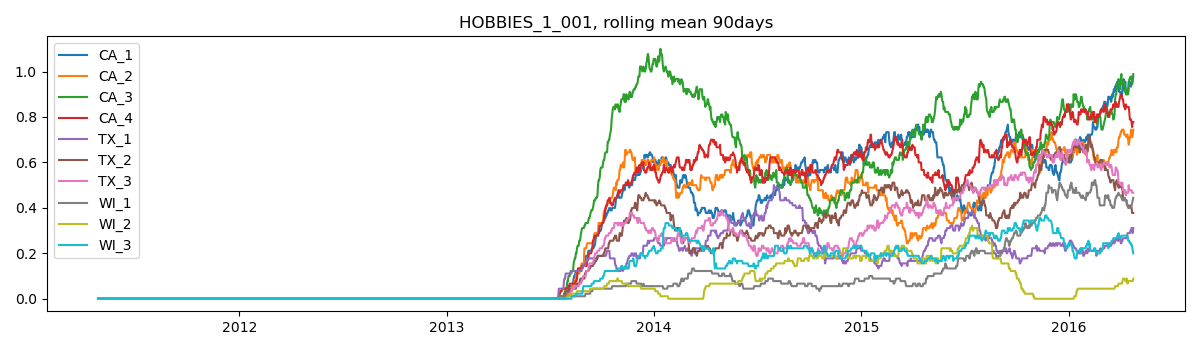 HOBBIES_1_001, rolling mean 90days
CA_1
CA_2
CA_3
CA_4
TX_1
TX_2
TX_3
WI_1
WI_2
WI_3
1.0
0.8
0.6
0.4
0.2
0.0
2012 2013 2014 2015 2016